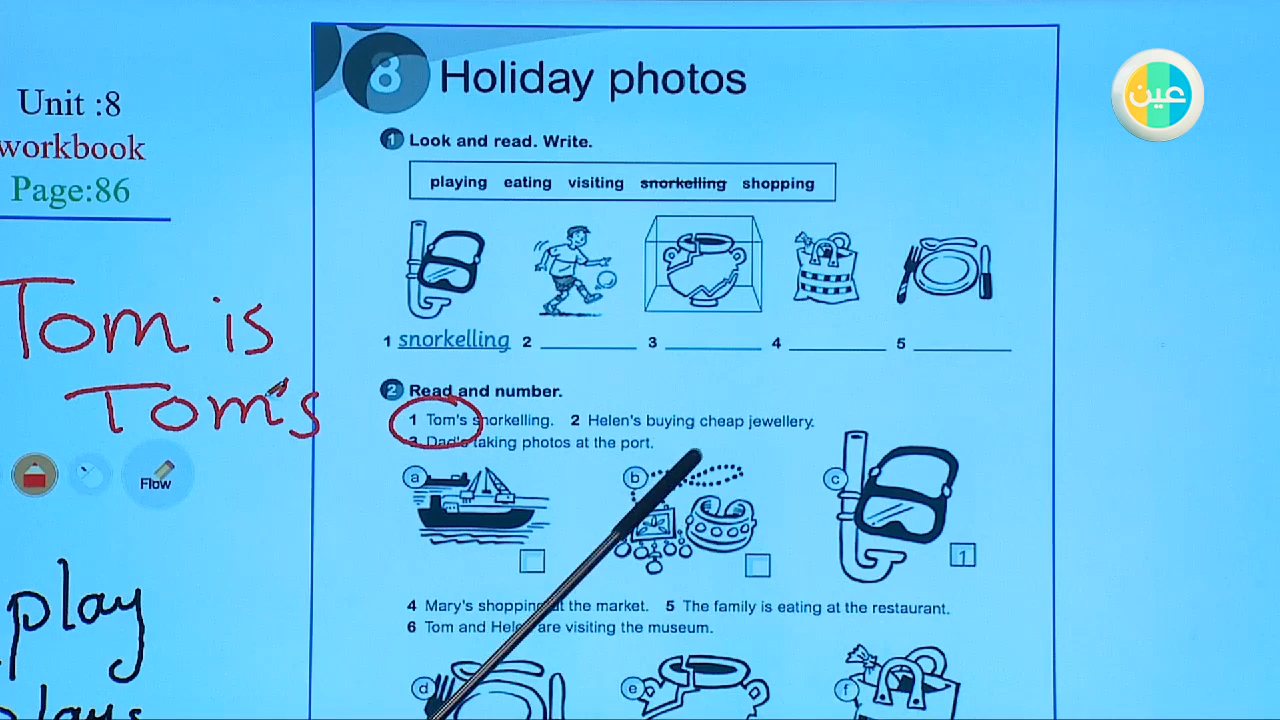 Unit :8
workbook
Page:86
Tom is
Tom's
Flow
play
plays
عين
8 Holiday photos
1 Look and read. Write.
playing eating visiting snorkelling shopping
1 snorkelling 2 3 4 5
2 Read and number.
1 Tom's snorkelling. 2 Helen's buying cheap jewellery.
3 Dad's taking photos at the port.
a b c
1
4 Mary's shopping at the market. 5 The family is eating at the restaurant.
6 Tom and Helen are visiting the museum.
d e f